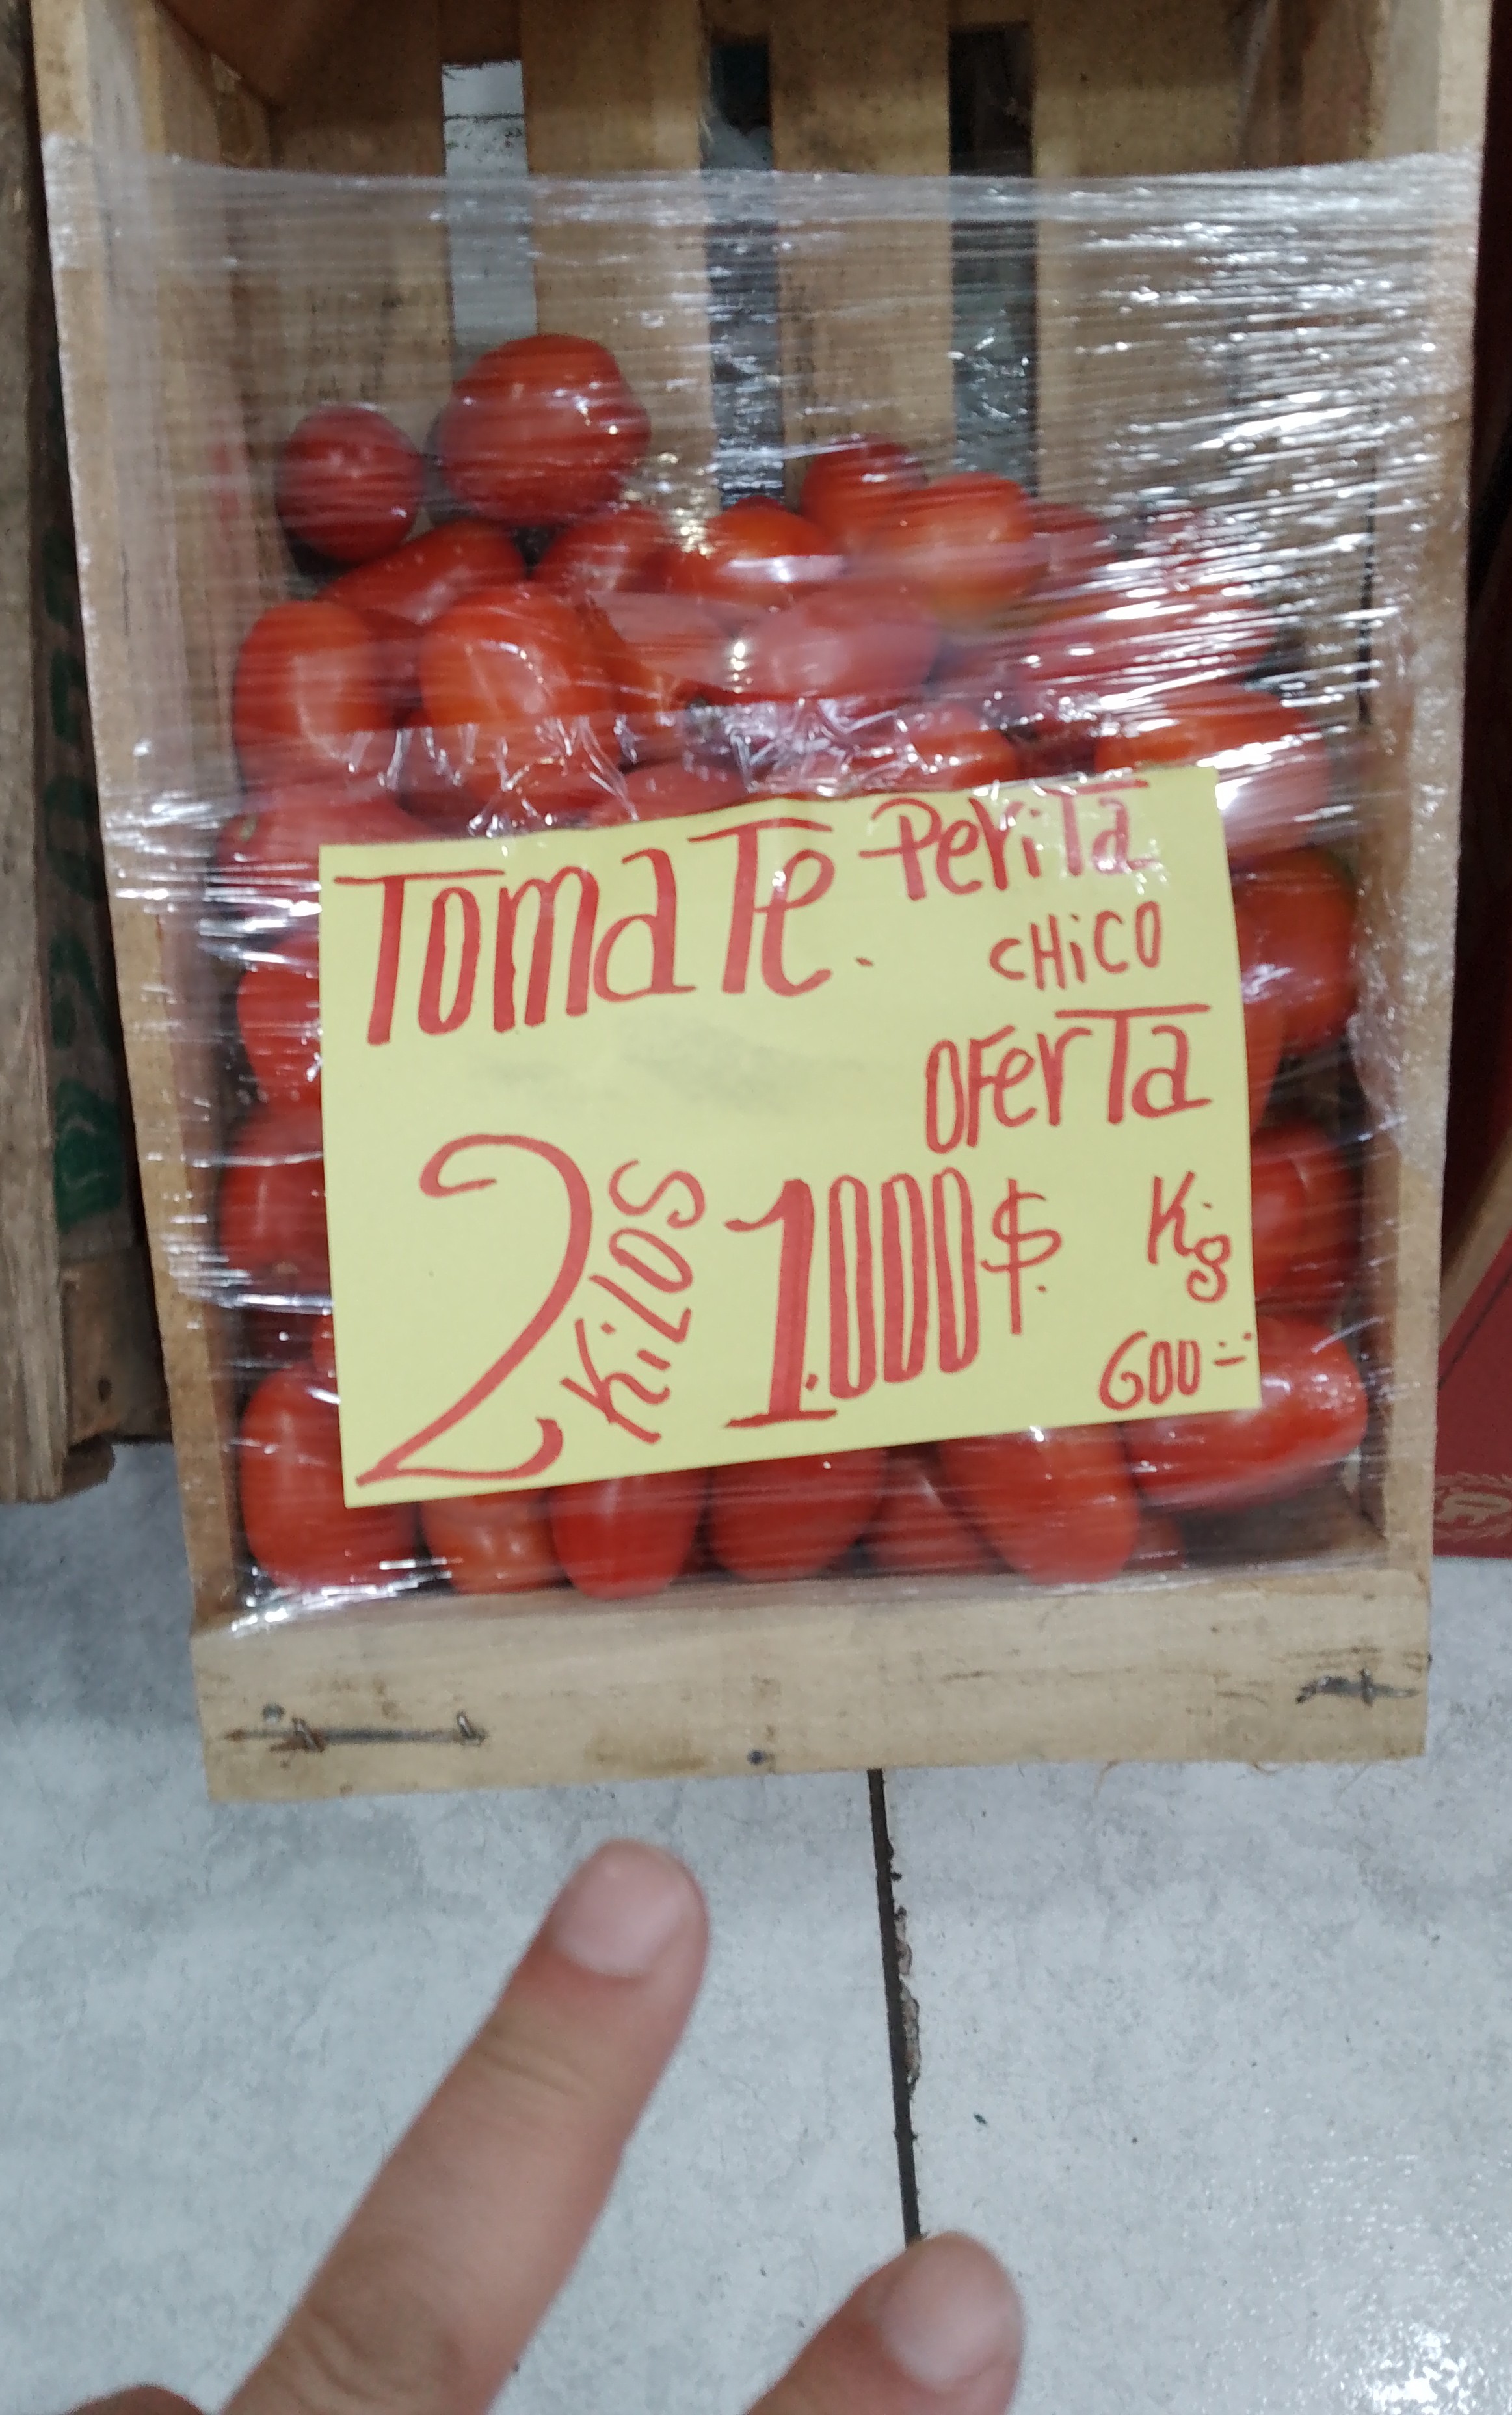 Tomate. Perita
CHiCO
OFerTa
2 KiLOS 1.000$ Kg
600=